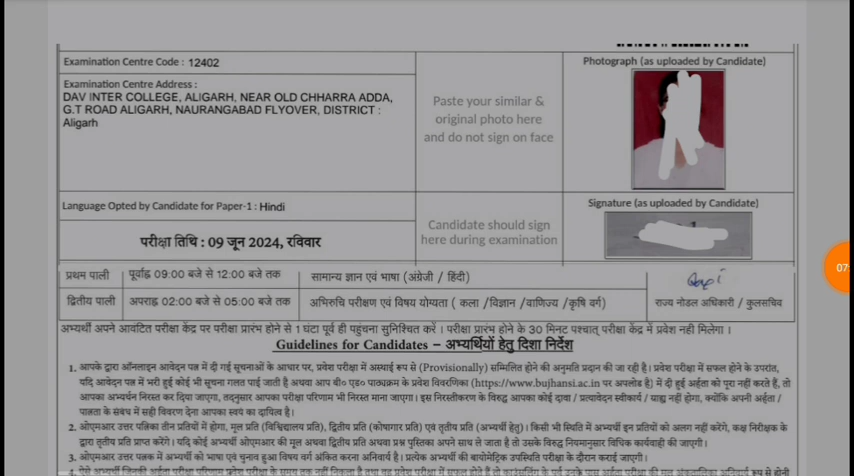 Examination Centre Code : 12402
Photograph (as uploaded by Candidate)
Examination Centre Address :
DAV INTER COLLEGE, ALIGARH, NEAR OLD CHHARRA ADDA,
G.T ROAD ALIGARH, NAURANGABAD FLYOVER, DISTRICT :
Aligarh
Paste your similar &
original photo here
and do not sign on face
Language Opted by Candidate for Paper-1 : Hindi
Signature (as uploaded by Candidate)
Candidate should sign
here during examination
परीक्षा तिथि : 09 जून 2024, रविवार
प्रथम पाली पूर्वाह्न 09:00 बजे से 12:00 बजे तक सामान्य ज्ञान एवं भाषा (अंग्रेजी / हिंदी)
द्वितीय पाली अपराह्न 02:00 बजे से 05:00 बजे तक अभिरुचि परीक्षण एवं विषय योग्यता ( कला /विज्ञान /वाणिज्य /कृषि वर्ग)
राज्य नोडल अधिकारी / कुलसचिव
अभ्यर्थी अपने आवंटित परीक्षा केंद्र पर परीक्षा प्रारंभ होने से 1 घंटा पूर्व ही पहुंचना सुनिश्चित करें । परीक्षा प्रारंभ होने के 30 मिनट पश्चात् परीक्षा केंद्र में प्रवेश नही मिलेगा ।
Guidelines for Candidates – अभ्यर्थियों हेतु दिशा निर्देश
1. आपके द्वारा ऑनलाइन आवेदन पत्र में दी गई सूचनाओं के आधार पर, प्रवेश परीक्षा में अस्थाई रूप से (Provisionally) सम्मिलित होने की अनुमति प्रदान की जा रही है। प्रवेश परीक्षा में सफल होने के उपरांत,
यदि आवेदन पत्र में भरी हुई कोई भी सूचना गलत पाई जाती है अथवा आप बी० एड० पाठ्यक्रम के प्रवेश विवरणिका (https://www.bujhansi.ac.in पर अपलोड है) में दी हुई अर्हता को पूरा नहीं करते हैं, तो
आपका अभ्यर्थन निरस्त कर दिया जाएगा, तदनुसार आपका परीक्षा परिणाम भी निरस्त माना जाएगा। इस निरस्तीकरण के विरुद्ध आपका कोई दावा / प्रत्यावेदन स्वीकार्य / ग्राह्य नहीं होगा, क्योंकि अपनी अर्हता /
पात्रता के संबंध में सही विवरण देना आपका स्वयं का दायित्व है।
2. ओएमआर उत्तर पत्रिका तीन प्रतियों में होगा, मूल प्रति (विश्विद्यालय प्रति), द्वितीय प्रति (कोषागार प्रति) एवं तृतीय प्रति (अभ्यर्थी हेतु)। किसी भी स्थिति में अभ्यर्थी इन प्रतियों को अलग नहीं करेंगे, कक्ष निरीक्षक के
द्वारा तृतीय प्रति प्राप्त करेंगे। यदि कोई अभ्यर्थी ओएमआर की मूल अथवा द्वितीय प्रति अथवा प्रश्न पुस्तिका अपने साथ ले जाता है तो उसके विरुद्ध नियमानुसार विधिक कार्यवाही की जाएगी।
3. ओएमआर उत्तर पत्रक में अभ्यर्थी को भाषा एवं चुनाव हुआ विषय वर्ग अंकित करना अनिवार्य है। प्रत्येक अभ्यर्थी की बायोमेट्रिक उपस्थिति परीक्षा के दौरान कराई जाएगी।
07: